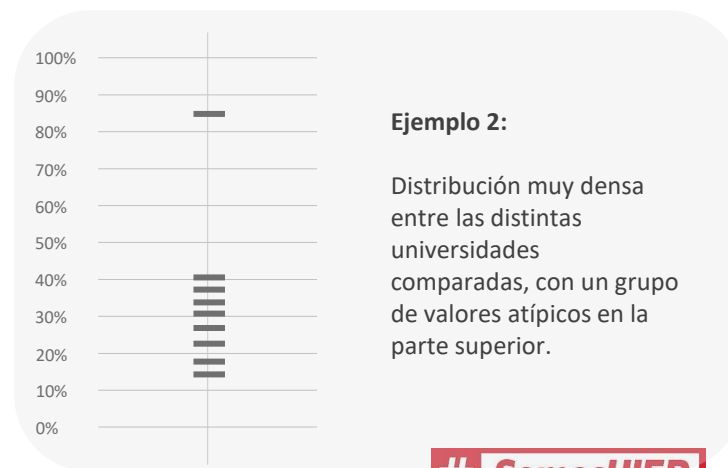 100%
90%
80%
70%
60%
50%
40%
30%
20%
10%
0%
Ejemplo 2:
Distribución muy densa
entre las distintas
universidades
comparadas, con un grupo
de valores atípicos en la
parte superior.